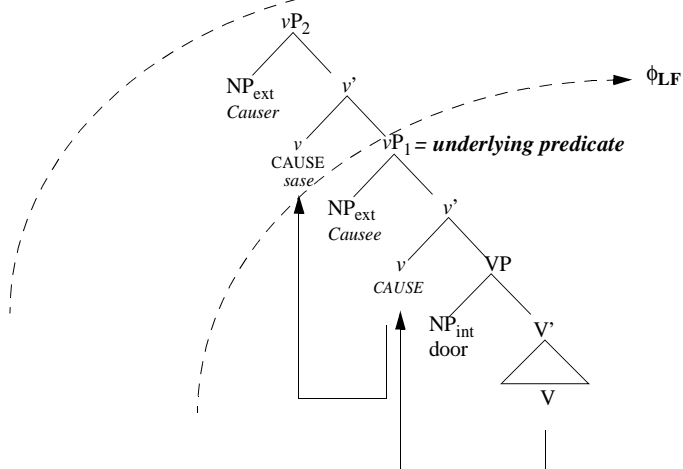 vP2
NPext
Causer
v'
ϕLF
v
CAUSE
sase
vP1 = underlying predicate
NPext
Causee
v'
v
CAUSE
VP
NPint
door
V'
V